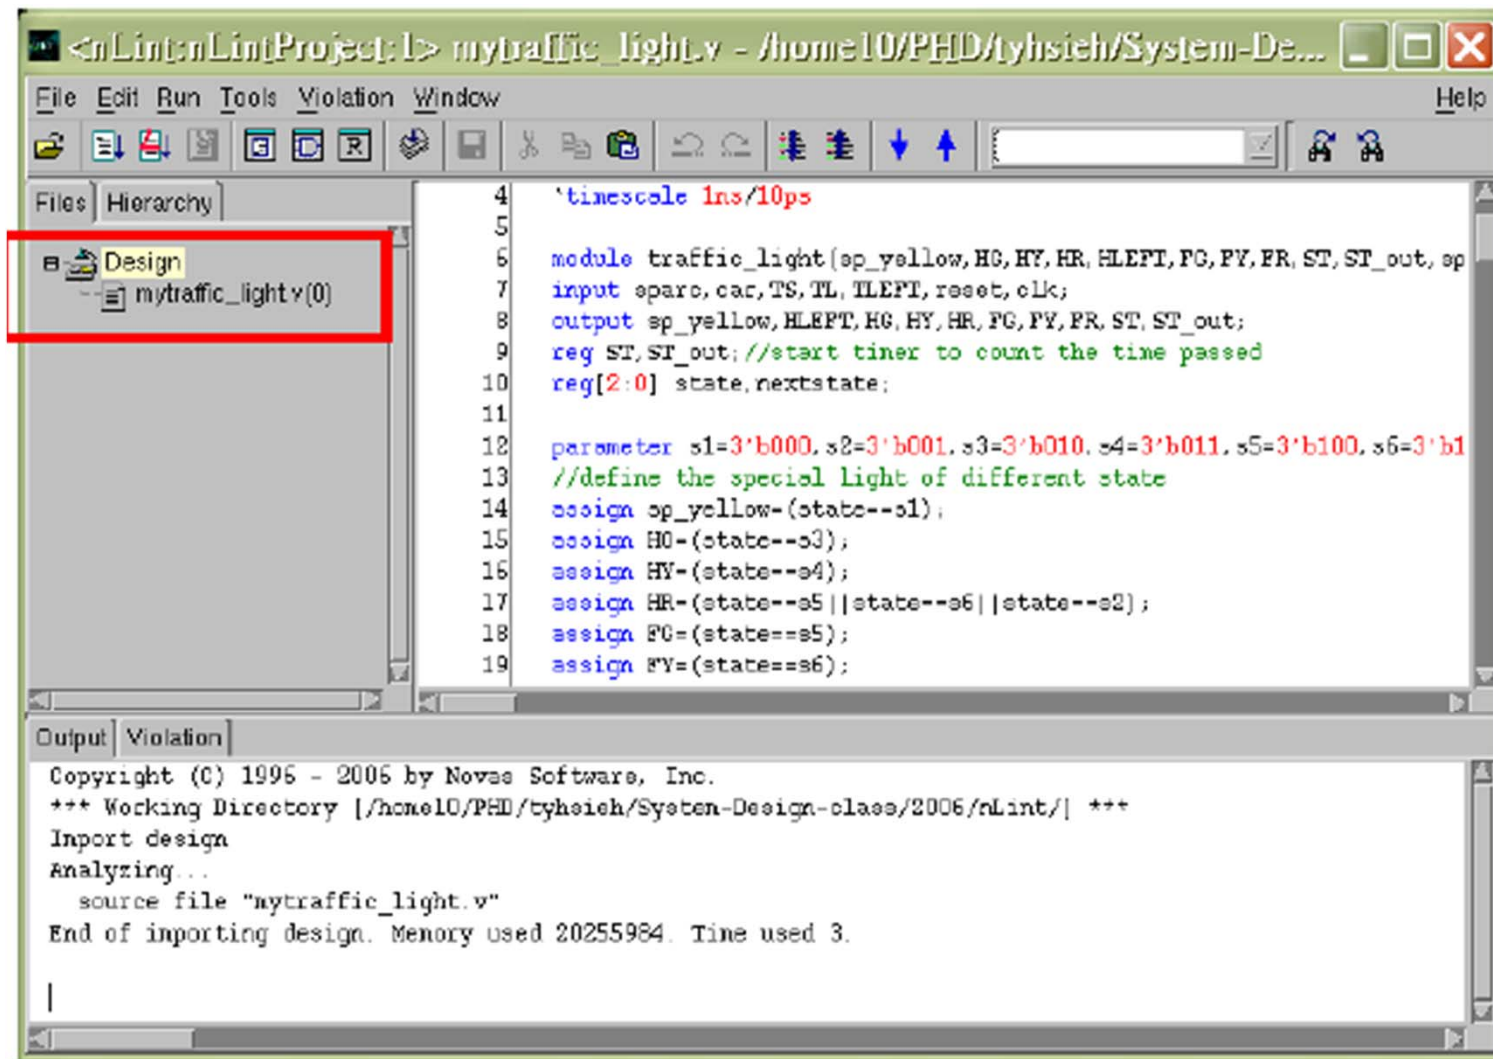 <nLint:nLintProject:1> mytraffic_light.v - /home10/PHD/tyhsieh/System-De...
File Edit Run Tools Violation Window Help
Files Hierarchy
Design
mytraffic_light.v(0)
4 `timescale 1ns/10ps
5
6 module traffic_light(sp_yellow,HG,HY,HR,HLEFT,FG,FY,FR,ST,ST_out,sp
7 input spare,car,TS,TL,TLEFT,reset,clk;
8 output sp_yellow,HLEFT,HG,HY,HR,FG,FY,FR,ST,ST_out;
9 reg ST,ST_out;//start timer to count the time passed
10 reg[2:0] state,nextstate;
11
12 parameter s1=3'b000,s2=3'b001,s3=3'b010,s4=3'b011,s5=3'b100,s6=3'b1
13 //define the special light of different state
14 assign sp_yellow=(state==s1);
15 assign HG=(state==s3);
16 assign HY=(state==s4);
17 assign HR=(state==s5||state==s6||state==s2);
18 assign FG=(state==s5);
19 assign FY=(state==s6);
Output Violation
Copyright (C) 1996 - 2006 by Novas Software, Inc.
*** Working Directory [/home10/PHD/tyhsieh/System-Design-class/2006/nLint/] ***
Import design
Analyzing...
source file "mytraffic_light.v"
End of importing design. Memory used 20255984. Time used 3.